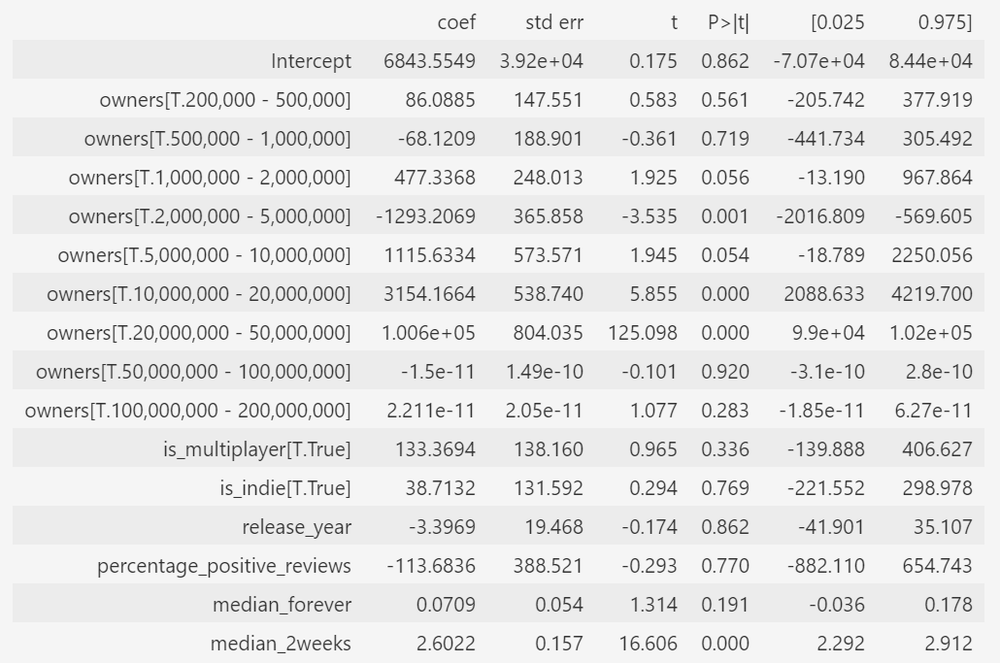 coef std err t P>|t| [0.025 0.975]
Intercept 6843.5549 3.92e+04 0.175 0.862 -7.07e+04 8.44e+04
owners[T.200,000 - 500,000] 86.0885 147.551 0.583 0.561 -205.742 377.919
owners[T.500,000 - 1,000,000] -68.1209 188.901 -0.361 0.719 -441.734 305.492
owners[T.1,000,000 - 2,000,000] 477.3368 248.013 1.925 0.056 -13.190 967.864
owners[T.2,000,000 - 5,000,000] -1293.2069 365.858 -3.535 0.001 -2016.809 -569.605
owners[T.5,000,000 - 10,000,000] 1115.6334 573.571 1.945 0.054 -18.789 2250.056
owners[T.10,000,000 - 20,000,000] 3154.1664 538.740 5.855 0.000 2088.633 4219.700
owners[T.20,000,000 - 50,000,000] 1.006e+05 804.035 125.098 0.000 9.9e+04 1.02e+05
owners[T.50,000,000 - 100,000,000] -1.5e-11 1.49e-10 -0.101 0.920 -3.1e-10 2.8e-10
owners[T.100,000,000 - 200,000,000] 2.211e-11 2.05e-11 1.077 0.283 -1.85e-11 6.27e-11
is_multiplayer[T.True] 133.3694 138.160 0.965 0.336 -139.888 406.627
is_indie[T.True] 38.7132 131.592 0.294 0.769 -221.552 298.978
release_year -3.3969 19.468 -0.174 0.862 -41.901 35.107
percentage_positive_reviews -113.6836 388.521 -0.293 0.770 -882.110 654.743
median_forever 0.0709 0.054 1.314 0.191 -0.036 0.178
median_2weeks 2.6022 0.157 16.606 0.000 2.292 2.912